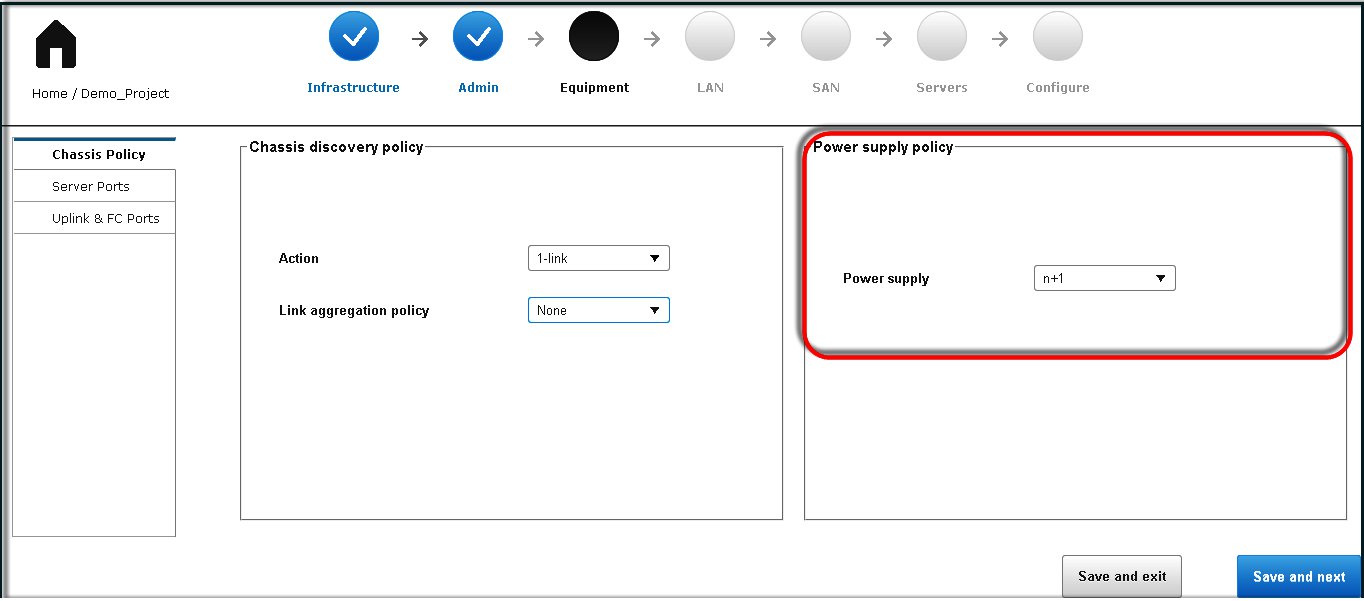 Infrastructure
Admin
Equipment
LAN
SAN
Servers
Configure
Home / Demo_Project
Chassis Policy
Server Ports
Uplink & FC Ports
Chassis discovery policy
Action
1-link
Link aggregation policy
None
Power supply policy
Power supply
n+1
Save and exit
Save and next